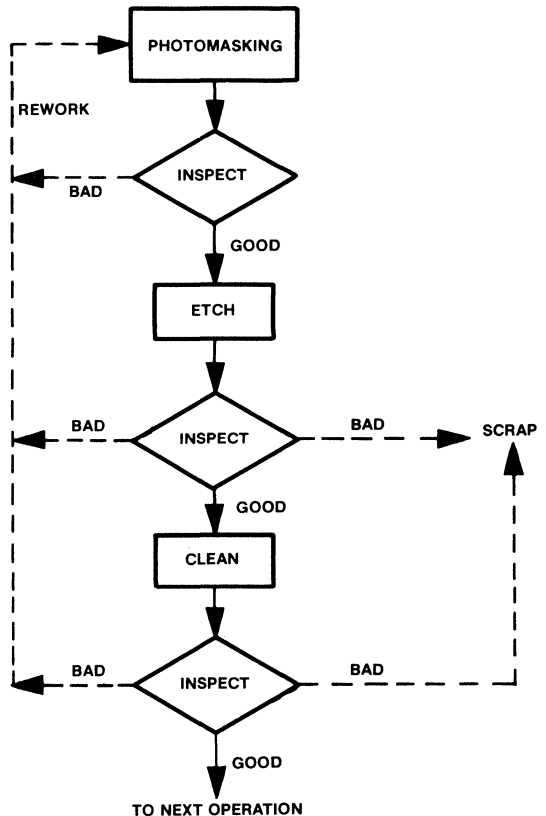 PHOTOMASKING
REWORK
INSPECT
BAD
GOOD
ETCH
BAD
INSPECT
BAD
SCRAP
GOOD
CLEAN
BAD
INSPECT
BAD
GOOD
TO NEXT OPERATION